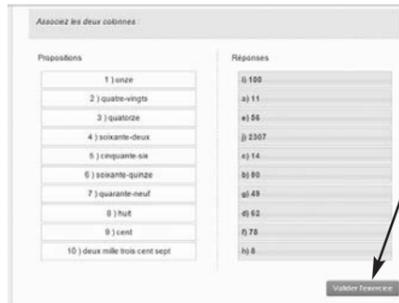 Associez les deux colonnes :
Propositions
Réponses
1 ) onze
i) 100
2 ) quatre-vingts
a) 11
3 ) quatorze
e) 56
4 ) soixante-deux
j) 2307
5 ) cinquante-six
c) 14
6 ) soixante-quinze
b) 80
7 ) quarante-neuf
g) 49
8 ) huit
d) 62
9 ) cent
f) 78
10 ) deux mille trois cent sept
h) 8
Valider l'exercice